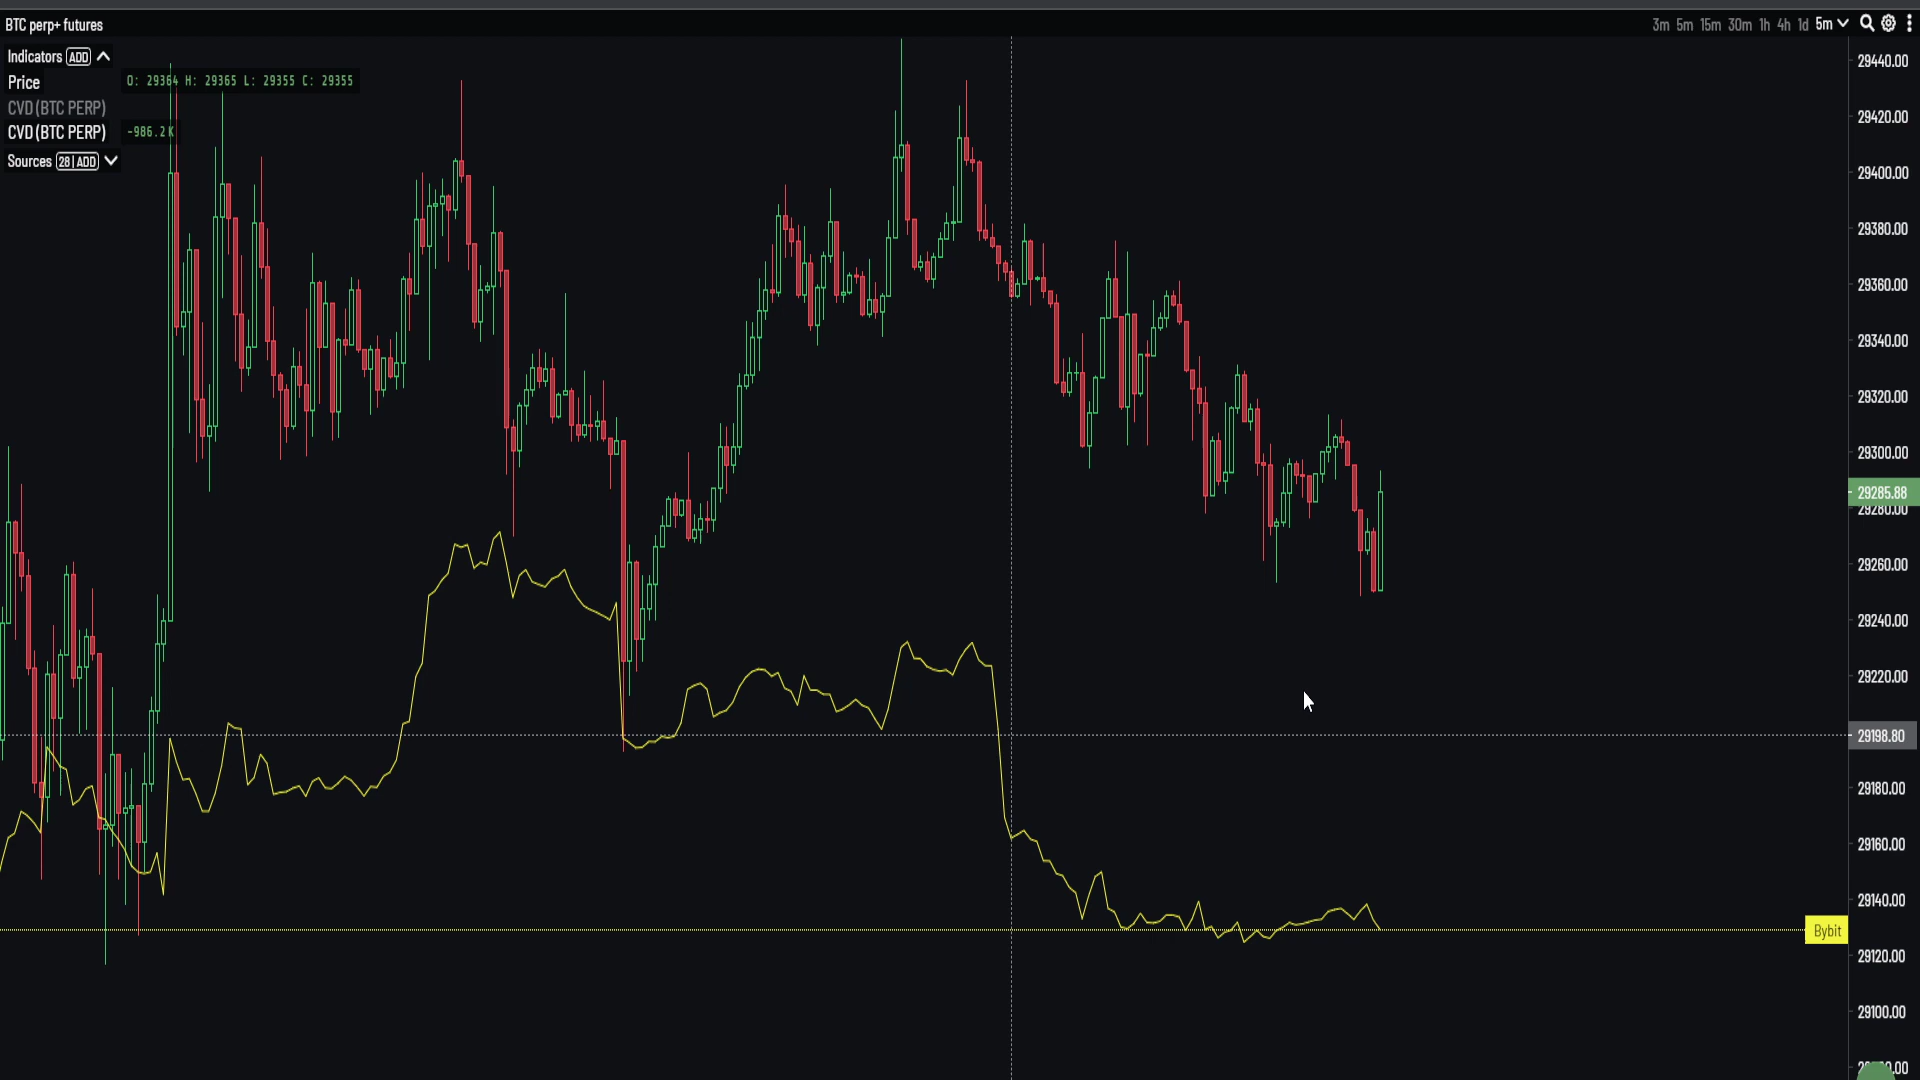 BTC perp+ futures
3m 5m 15m 30m 1h 4h 1d 5m
Indicators ADD
Price O: 29364 H: 29365 L: 29355 C: 29355
CVD (BTC PERP)
CVD (BTC PERP) -986.2K
Sources 28 | ADD
29440.00
29420.00
29400.00
29380.00
29360.00
29340.00
29320.00
29300.00
29285.88
29280.00
29260.00
29240.00
29220.00
29198.80
29180.00
29160.00
29140.00
Bybit
29120.00
29100.00